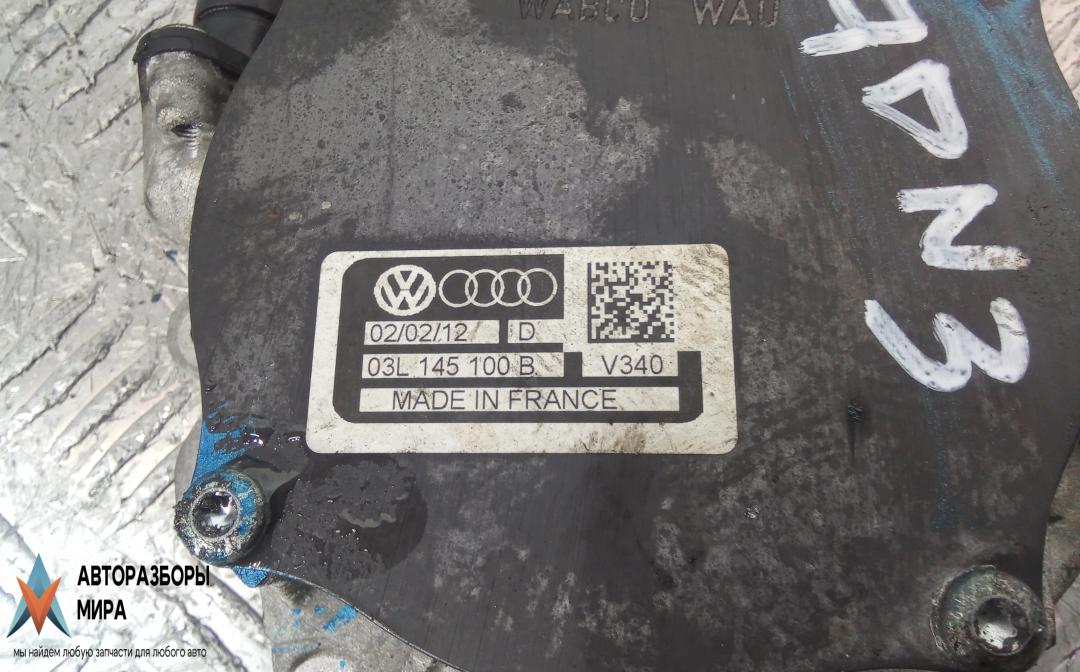 WABCO WAU
02/02/12 D
03L 145 100 B. V340
MADE IN FRANCE
АВТОРАЗБОРЫ
МИРА
мы найдем любую запчасти для любого авто